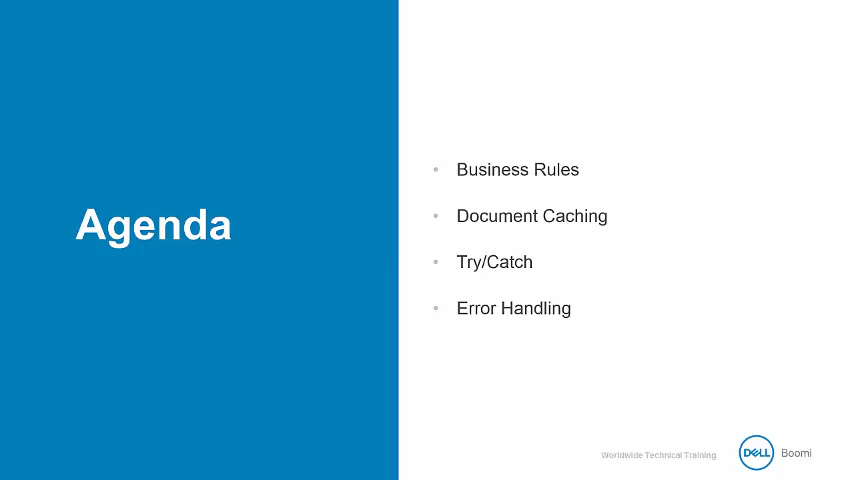 Agenda
• Business Rules
• Document Caching
• Try/Catch
• Error Handling
Worldwide Technical Training
DELL Boomi